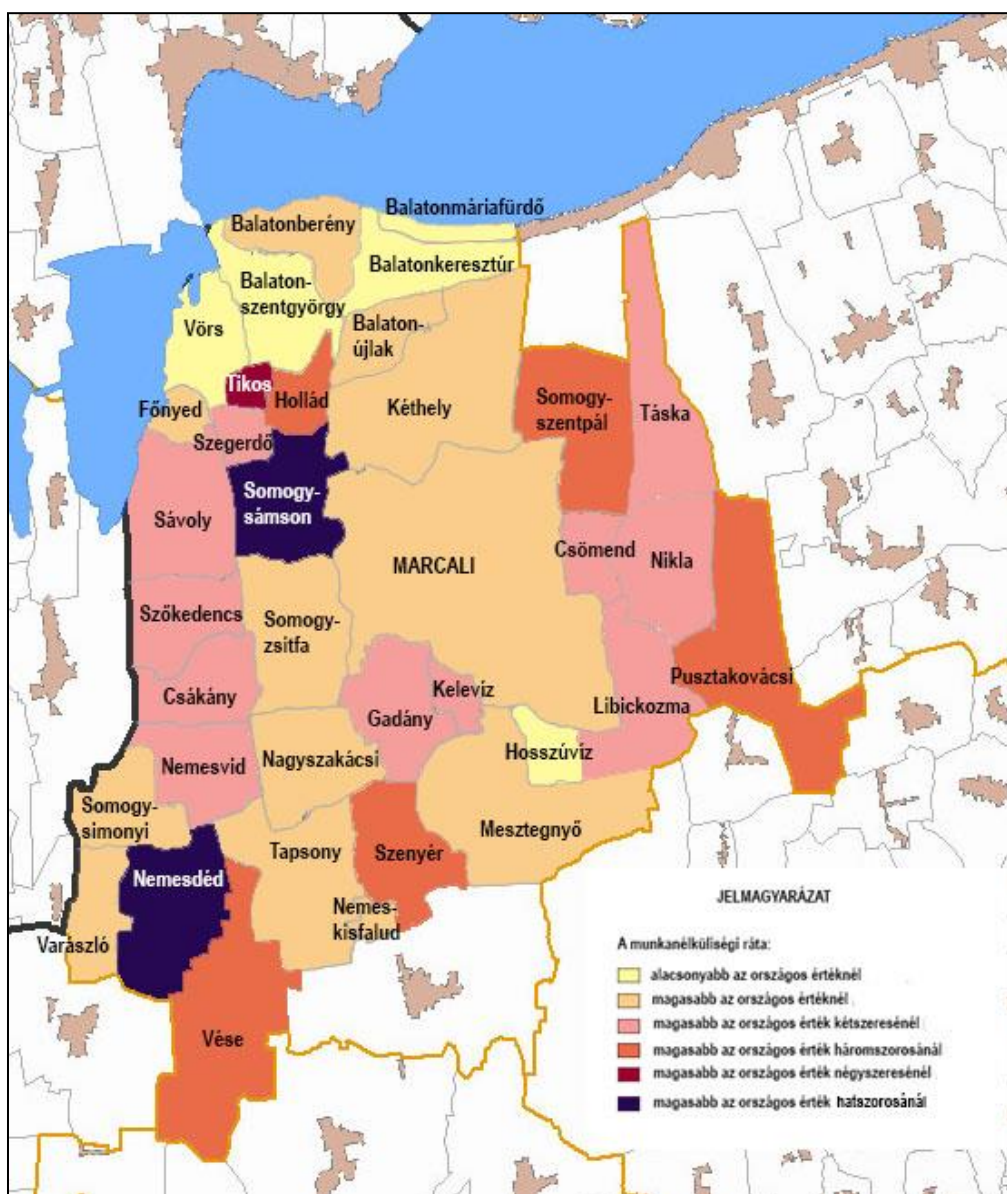 Balatonmáriafürdő
Balatonberény
Balatonkeresztúr
Balaton-
szentgyörgy
Vörs
Balaton-
újlak
Tikos
Hollád
Főnyed
Kéthely
Somogy-
szentpál
Táska
Szegerdő
Somogy-
sámson
Sávoly
MARCALI
Csömend
Nikla
Szőkedencs
Somogy-
zsitfa
Csákány
Gadány
Kelevíz
Libickozma
Pusztakovácsi
Nemesvid
Nagyszakácsi
Hosszúvíz
Somogy-
simonyi
Mesztegnyő
Tapsony
Szenyér
Nemesdéd
Nemes-
kisfalud
Varászló
Vése
JELMAGYARÁZAT
A munkanélküliségi ráta:
alacsonyabb az országos értéknél
magasabb az országos értéknél
magasabb az országos érték kétszeresénél
magasabb az országos érték háromszorosánál
magasabb az országos érték négyszeresénél
magasabb az országos érték hatszorosánál